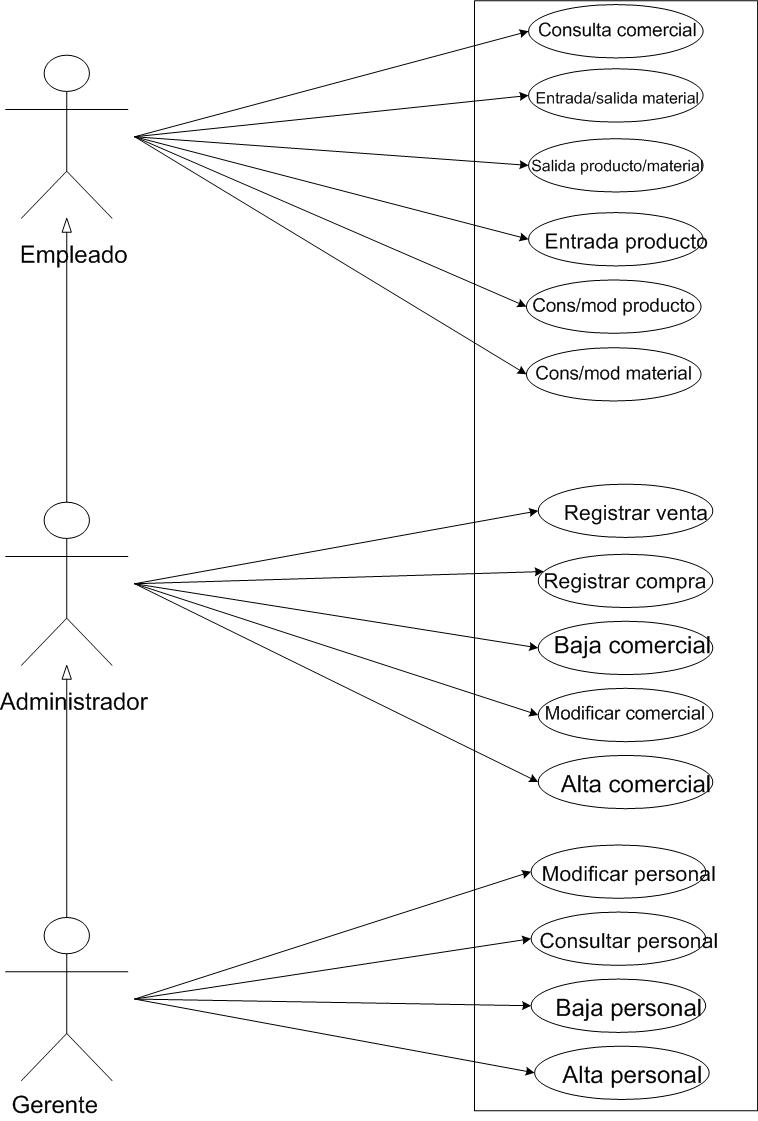 Consulta comercial
Entrada/salida material
Salida producto/material
Entrada producto
Empleado
Cons/mod producto
Cons/mod material
Registrar venta
Registrar compra
Baja comercial
Administrador
Modificar comercial
Alta comercial
Modificar personal
Consultar personal
Baja personal
Alta personal
Gerente